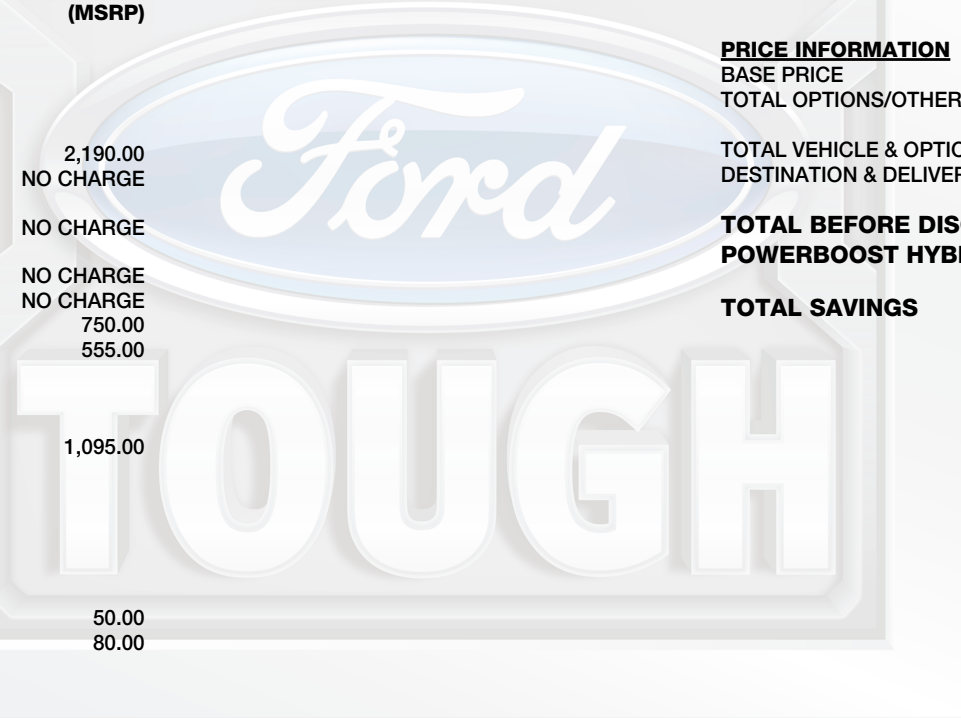 (MSRP)
2,190.00
NO CHARGE
NO CHARGE
NO CHARGE
NO CHARGE
750.00
555.00
1,095.00
50.00
80.00
PRICE INFORMATION
BASE PRICE
TOTAL OPTIONS/OTHER
TOTAL VEHICLE & OPTIO
DESTINATION & DELIVER
TOTAL BEFORE DIS
POWERBOOST HYB
TOTAL SAVINGS
Ford
TOUGH